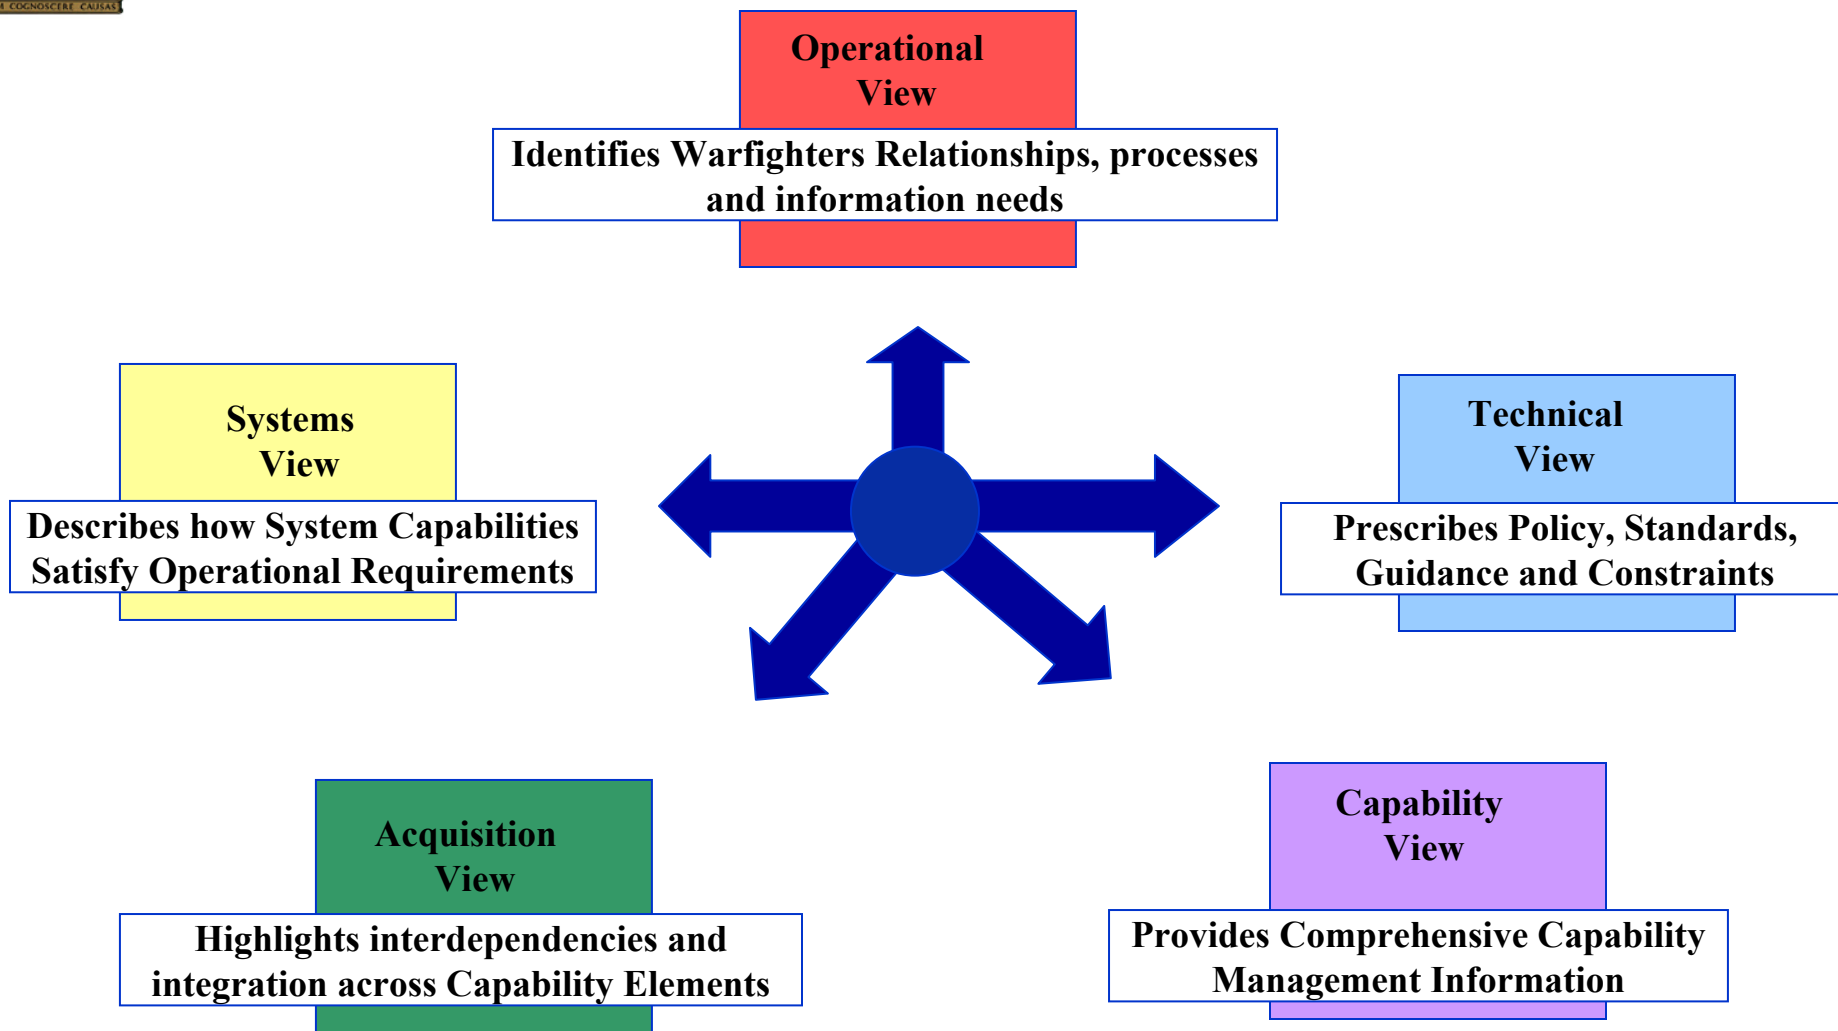 M COGNOSCERE CAUSAS
Operational
View
Identifies Warfighters Relationships, processes
and information needs
Systems
View
Describes how System Capabilities
Satisfy Operational Requirements
Technical
View
Prescribes Policy, Standards,
Guidance and Constraints
Acquisition
View
Highlights interdependencies and
integration across Capability Elements
Capability
View
Provides Comprehensive Capability
Management Information